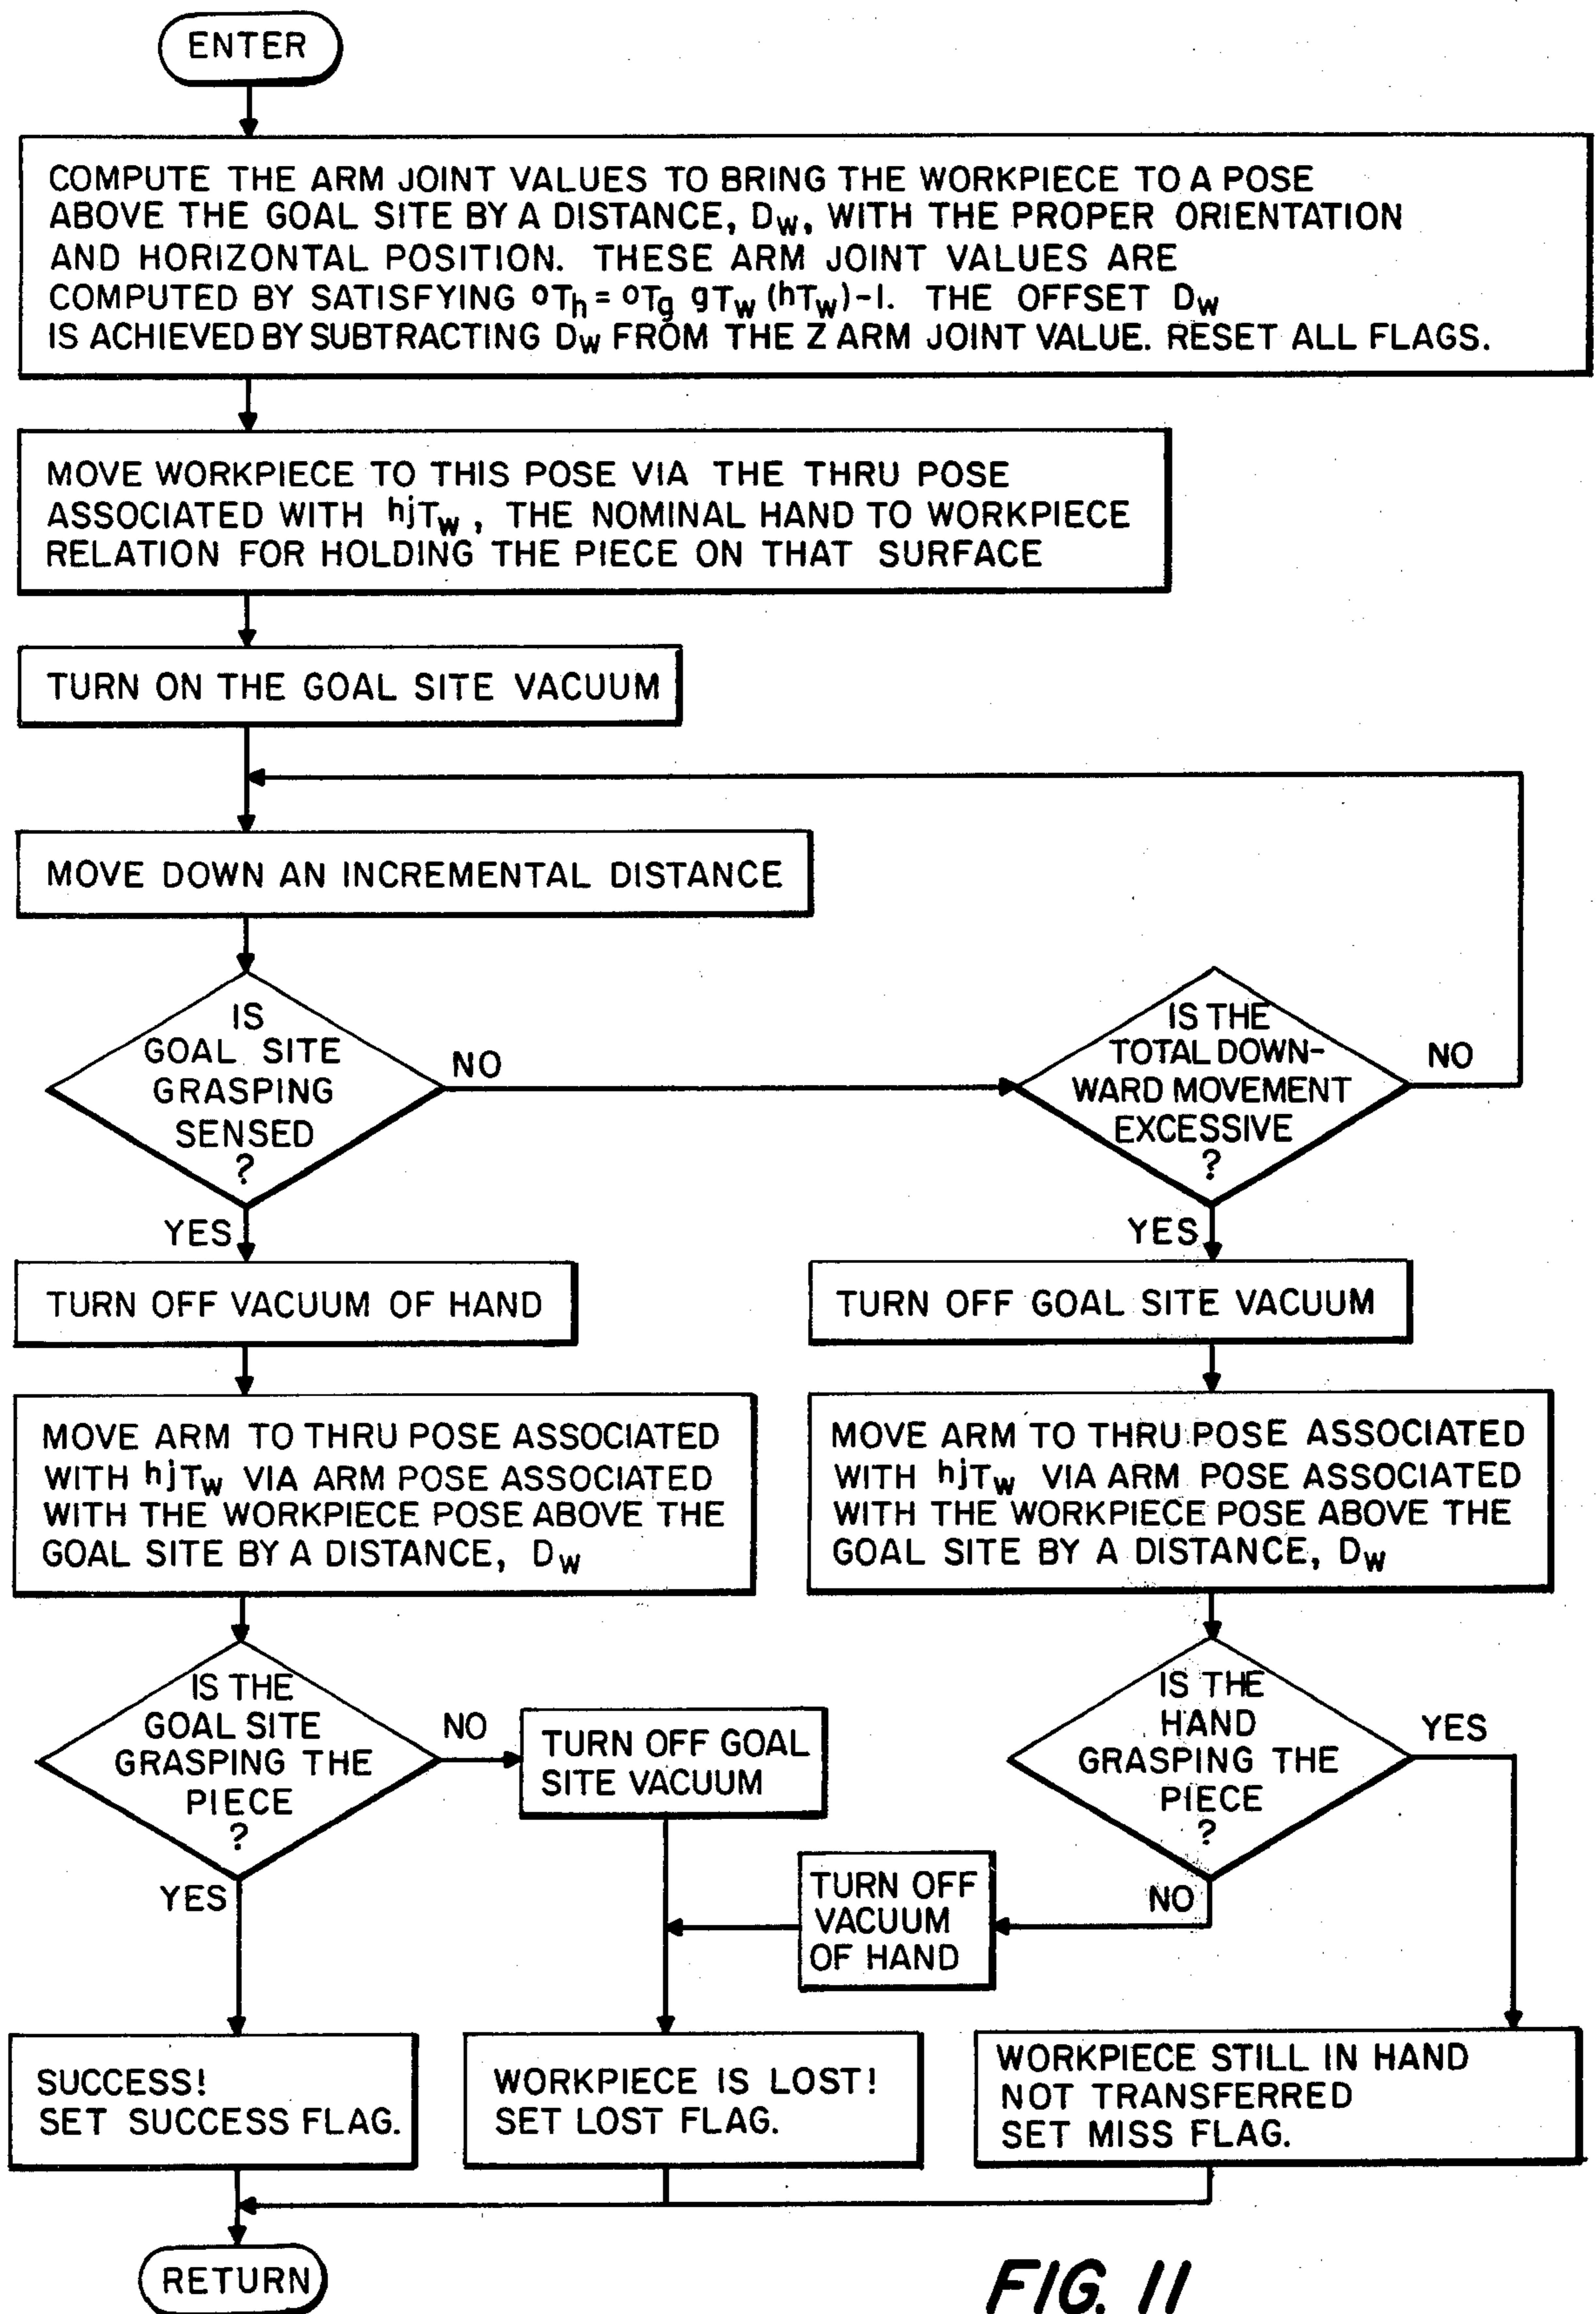 ENTER
COMPUTE THE ARM JOINT VALUES TO BRING THE WORKPIECE TO A POSE
ABOVE THE GOAL SITE BY A DISTANCE, Dw, WITH THE PROPER ORIENTATION
AND HORIZONTAL POSITION. THESE ARM JOINT VALUES ARE
COMPUTED BY SATISFYING oTh = oTg gTw (hTw)-1. THE OFFSET Dw
IS ACHIEVED BY SUBTRACTING Dw FROM THE Z ARM JOINT VALUE. RESET ALL FLAGS.
MOVE WORKPIECE TO THIS POSE VIA THE THRU POSE
ASSOCIATED WITH hjTw, THE NOMINAL HAND TO WORKPIECE
RELATION FOR HOLDING THE PIECE ON THAT SURFACE
TURN ON THE GOAL SITE VACUUM
MOVE DOWN AN INCREMENTAL DISTANCE
IS
GOAL SITE
GRASPING
SENSED
?
NO
IS THE
TOTAL DOWN-
WARD MOVEMENT
EXCESSIVE
?
NO
YES
YES
TURN OFF VACUUM OF HAND
TURN OFF GOAL SITE VACUUM
MOVE ARM TO THRU POSE ASSOCIATED
WITH hjTw VIA ARM POSE ASSOCIATED
WITH THE WORKPIECE POSE ABOVE THE
GOAL SITE BY A DISTANCE, Dw
MOVE ARM TO THRU POSE ASSOCIATED
WITH hjTw VIA ARM POSE ASSOCIATED
WITH THE WORKPIECE POSE ABOVE THE
GOAL SITE BY A DISTANCE, Dw
IS THE
GOAL SITE
GRASPING THE
PIECE
?
NO
TURN OFF GOAL
SITE VACUUM
IS THE
HAND
GRASPING THE
PIECE
?
YES
YES
NO
TURN OFF
VACUUM
OF HAND
SUCCESS!
SET SUCCESS FLAG.
WORKPIECE IS LOST!
SET LOST FLAG.
WORKPIECE STILL IN HAND
NOT TRANSFERRED
SET MISS FLAG.
RETURN
FIG. 11